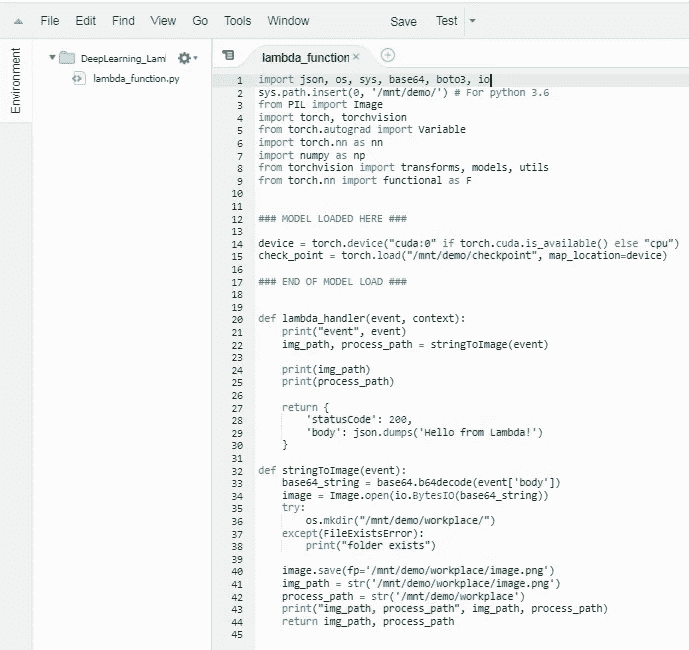 File Edit Find View Go Tools Window Save Test
Environment
DeepLearning_Lam
lambda_function.py
lambda_function
1 import json, os, sys, base64, boto3, io
2 sys.path.insert(0, '/mnt/demo/') # For python 3.6
3 from PIL import Image
4 import torch, torchvision
5 from torch.autograd import Variable
6 import torch.nn as nn
7 import numpy as np
8 from torchvision import transforms, models, utils
9 from torch.nn import functional as F
10
11
12 ### MODEL LOADED HERE ###
13
14 device = torch.device("cuda:0" if torch.cuda.is_available() else "cpu")
15 check_point = torch.load("/mnt/demo/checkpoint", map_location=device)
16
17 ### END OF MODEL LOAD ###
18
19
20 def lambda_handler(event, context):
21     print("event", event)
22     img_path, process_path = stringToImage(event)
23
24     print(img_path)
25     print(process_path)
26
27     return {
28         'statusCode': 200,
29         'body': json.dumps('Hello from Lambda!')
30     }
31
32 def stringToImage(event):
33     base64_string = base64.b64decode(event['body'])
34     image = Image.open(io.BytesIO(base64_string))
35     try:
36         os.mkdir("/mnt/demo/workplace/")
37     except(FileExistsError):
38         print("folder exists")
39
40     image.save(fp='/mnt/demo/workplace/image.png')
41     img_path = str('/mnt/demo/workplace/image.png')
42     process_path = str('/mnt/demo/workplace')
43     print("img_path, process_path", img_path, process_path)
44     return img_path, process_path
45